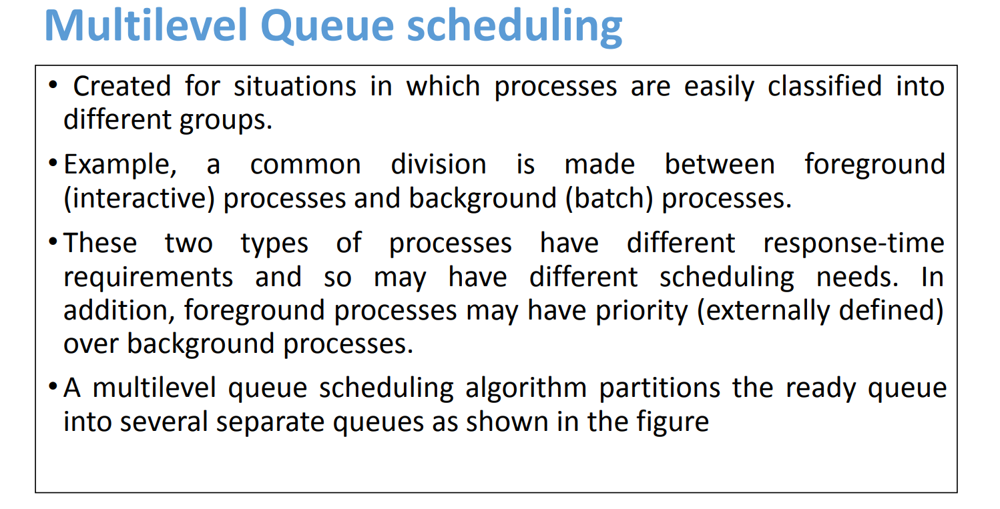 Multilevel Queue scheduling
• Created for situations in which processes are easily classified into
different groups.
• Example, a common division is made between foreground
(interactive) processes and background (batch) processes.
• These two types of processes have different response-time
requirements and so may have different scheduling needs. In
addition, foreground processes may have priority (externally defined)
over background processes.
• A multilevel queue scheduling algorithm partitions the ready queue
into several separate queues as shown in the figure